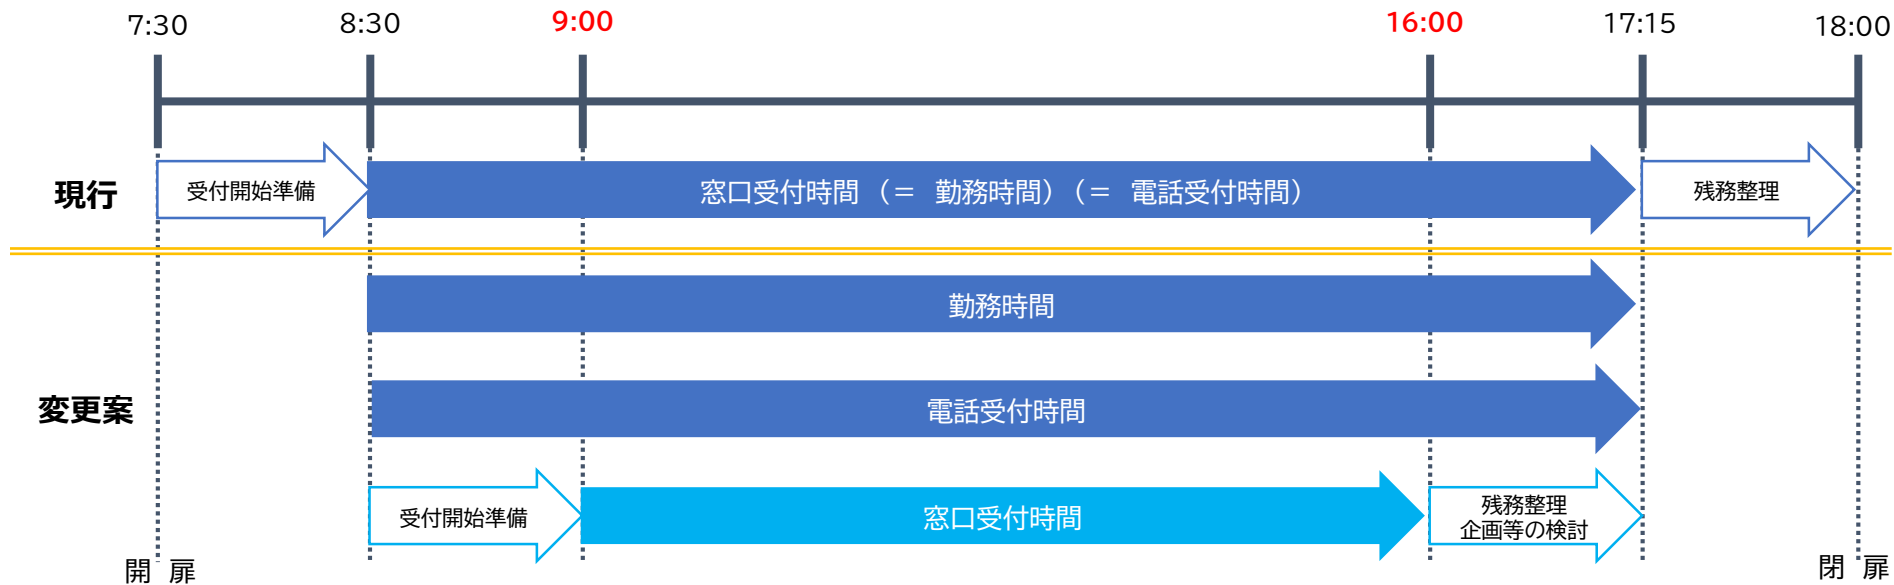 7:30
8:30
9:00
16:00
17:15
18:00
現行
受付開始準備
窓口受付時間（＝ 勤務時間）（＝ 電話受付時間）
残務整理
変更案
勤務時間
電話受付時間
受付開始準備
窓口受付時間
残務整理
企画等の検討
開 扉
閉 扉